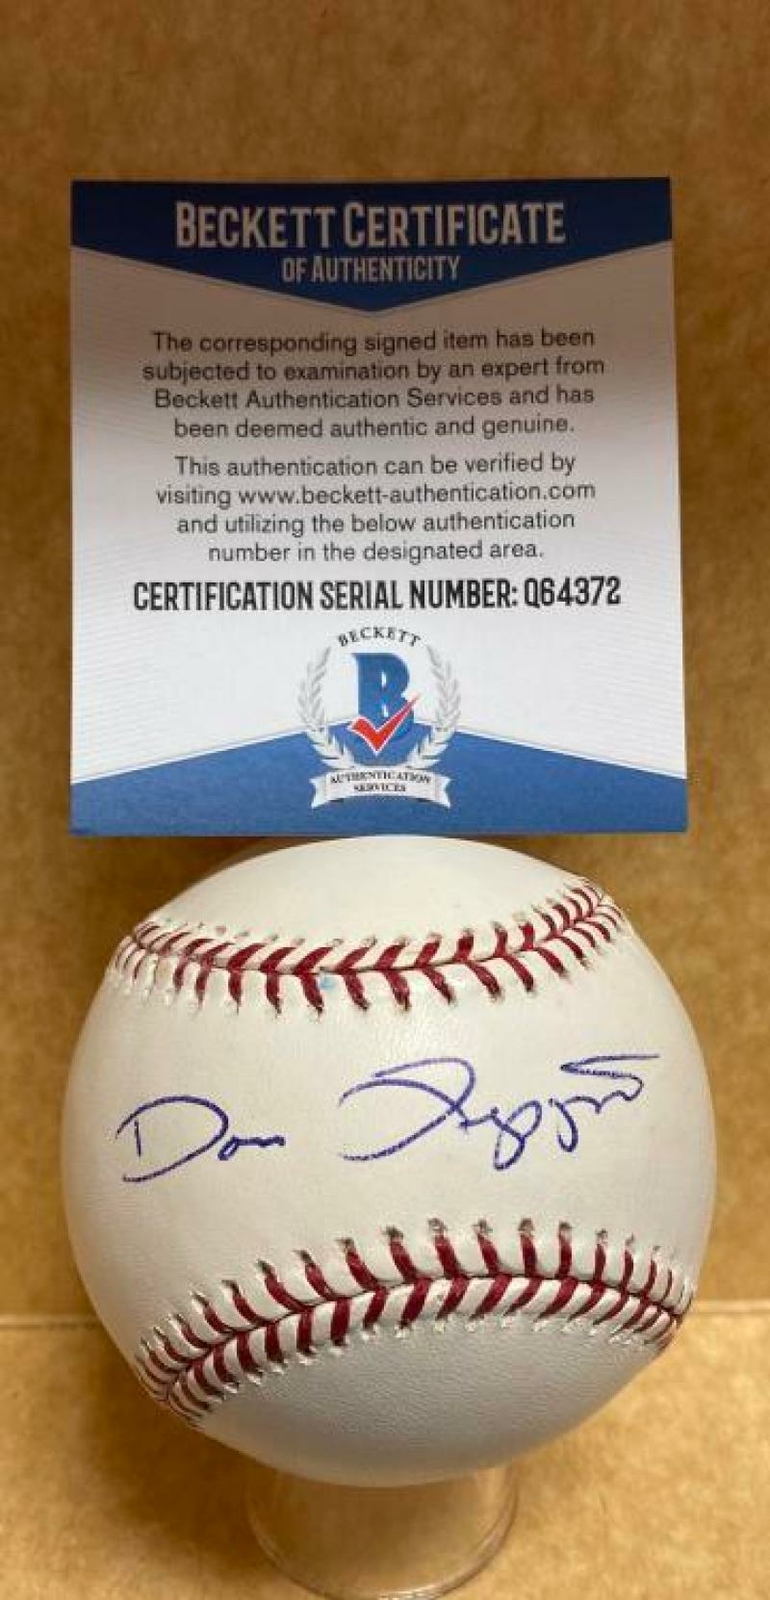 BECKETT CERTIFICATE
OF AUTHENTICITY
The corresponding signed item has been
subjected to examination by an expert from
Beckett Authentication Services and has
been deemed authentic and genuine.
This authentication can be verified by
visiting www.beckett-authentication.com
and utilizing the below authentication
number in the designated area.
CERTIFICATION SERIAL NUMBER: Q64372
BECKETT
B
AUTHENTICATION
SERVICES
Don